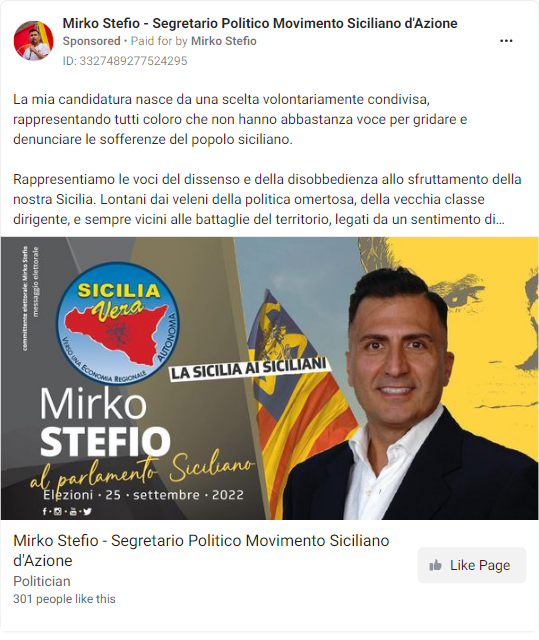 Mirko Stefio - Segretario Politico Movimento Siciliano d'Azione
Sponsored • Paid for by Mirko Stefio
ID: 3327489277524295
La mia candidatura nasce da una scelta volontariamente condivisa,
rappresentando tutti coloro che non hanno abbastanza voce per gridare e
denunciare le sofferenze del popolo siciliano.
Rappresentiamo le voci del dissenso e della disobbedienza allo sfruttamento della
nostra Sicilia. Lontani dai veleni della politica omertosa, della vecchia classe
dirigente, e sempre vicini alle battaglie del territorio, legati da un sentimento di...
committente elettorale: Mirko Stefio
messaggio elettorale
SICILIA
Vera
VERSO UNA ECONOMIA REGIONALE AUTONOMA
LA SICILIA AI SICILIANI
Mirko
STEFIO
al parlamento Siciliano
Elezioni • 25 • settembre • 2022
Mirko Stefio - Segretario Politico Movimento Siciliano
d'Azione
Politician
301 people like this
Like Page